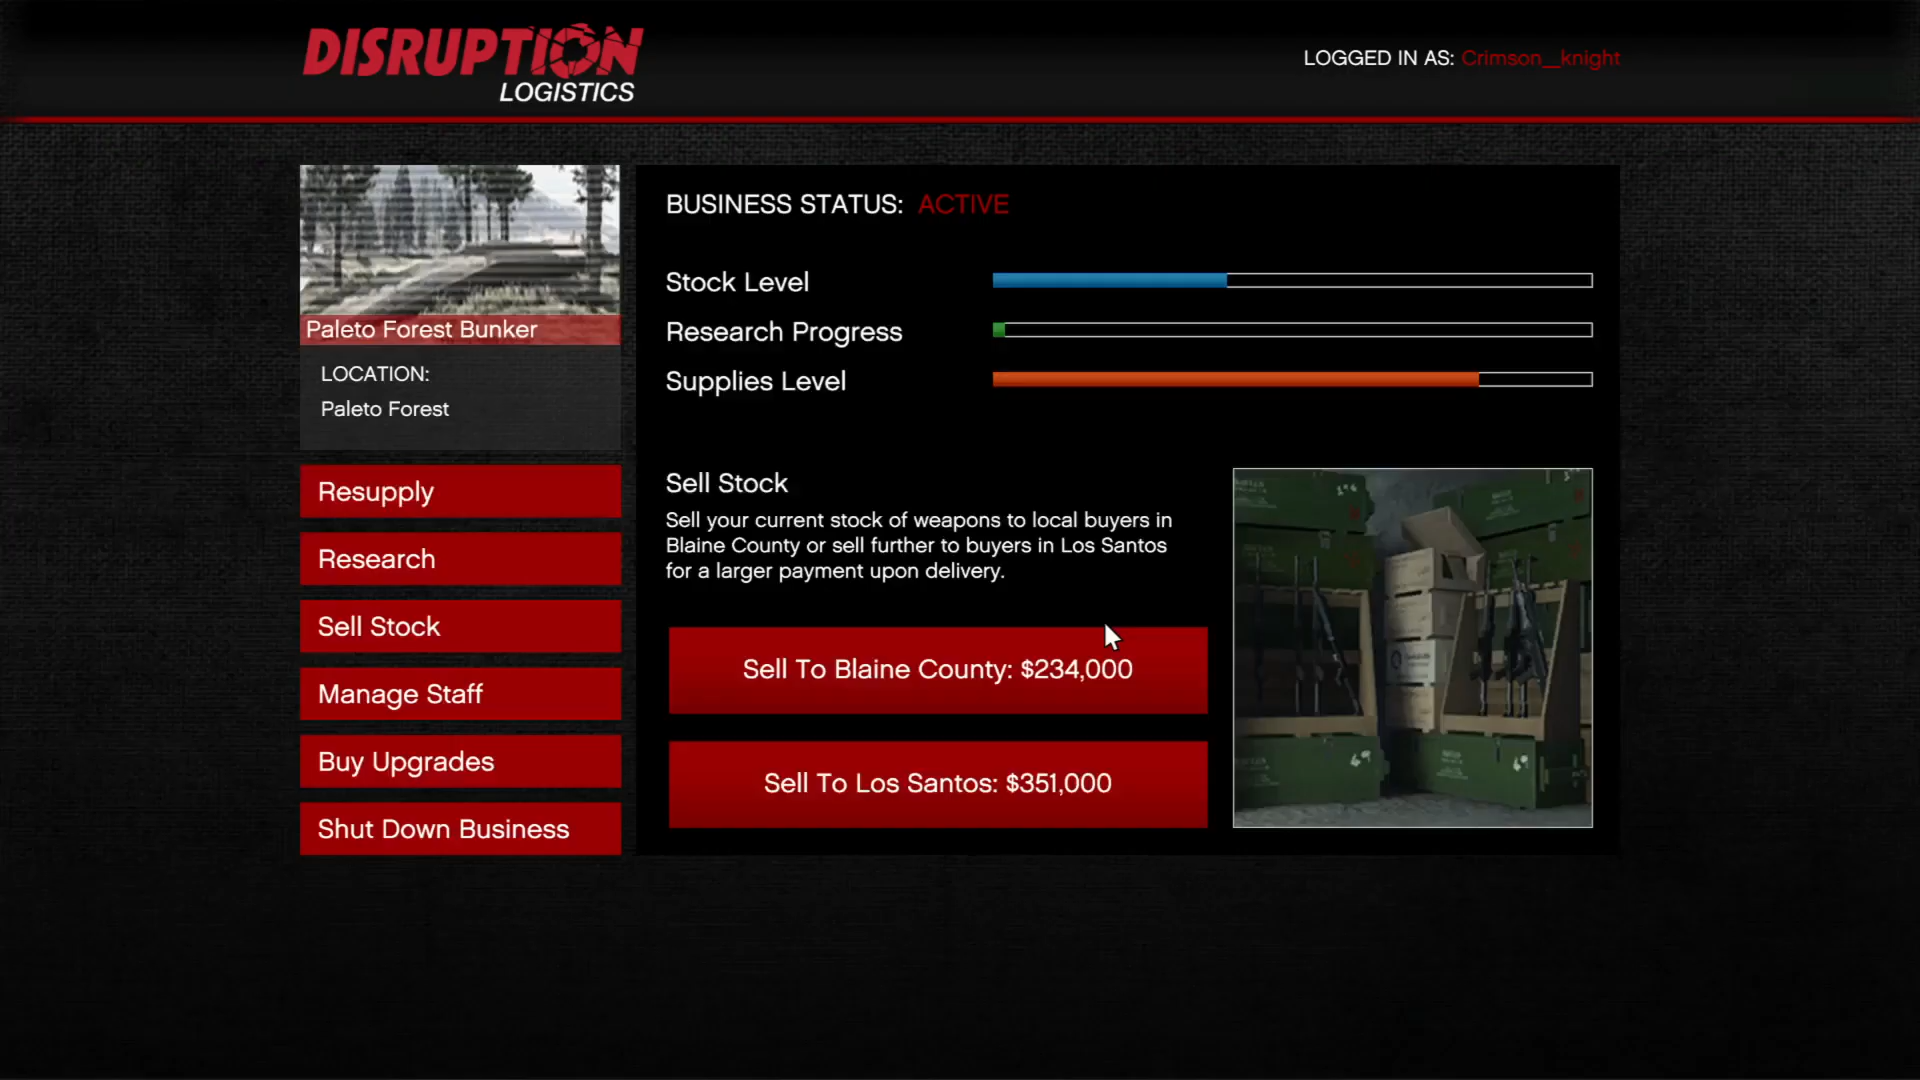 DISRUPTION
LOGISTICS
LOGGED IN AS: Crimson__knight
Paleto Forest Bunker
LOCATION:
Paleto Forest
Resupply
Research
Sell Stock
Manage Staff
Buy Upgrades
Shut Down Business
BUSINESS STATUS: ACTIVE
Stock Level
Research Progress
Supplies Level
Sell Stock
Sell your current stock of weapons to local buyers in
Blaine County or sell further to buyers in Los Santos
for a larger payment upon delivery.
Sell To Blaine County: $234,000
Sell To Los Santos: $351,000